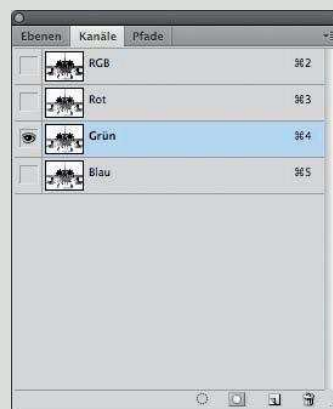 Ebenen Kanäle Pfade
RGB ⌘2
Rot ⌘3
Grün ⌘4
Blau ⌘5